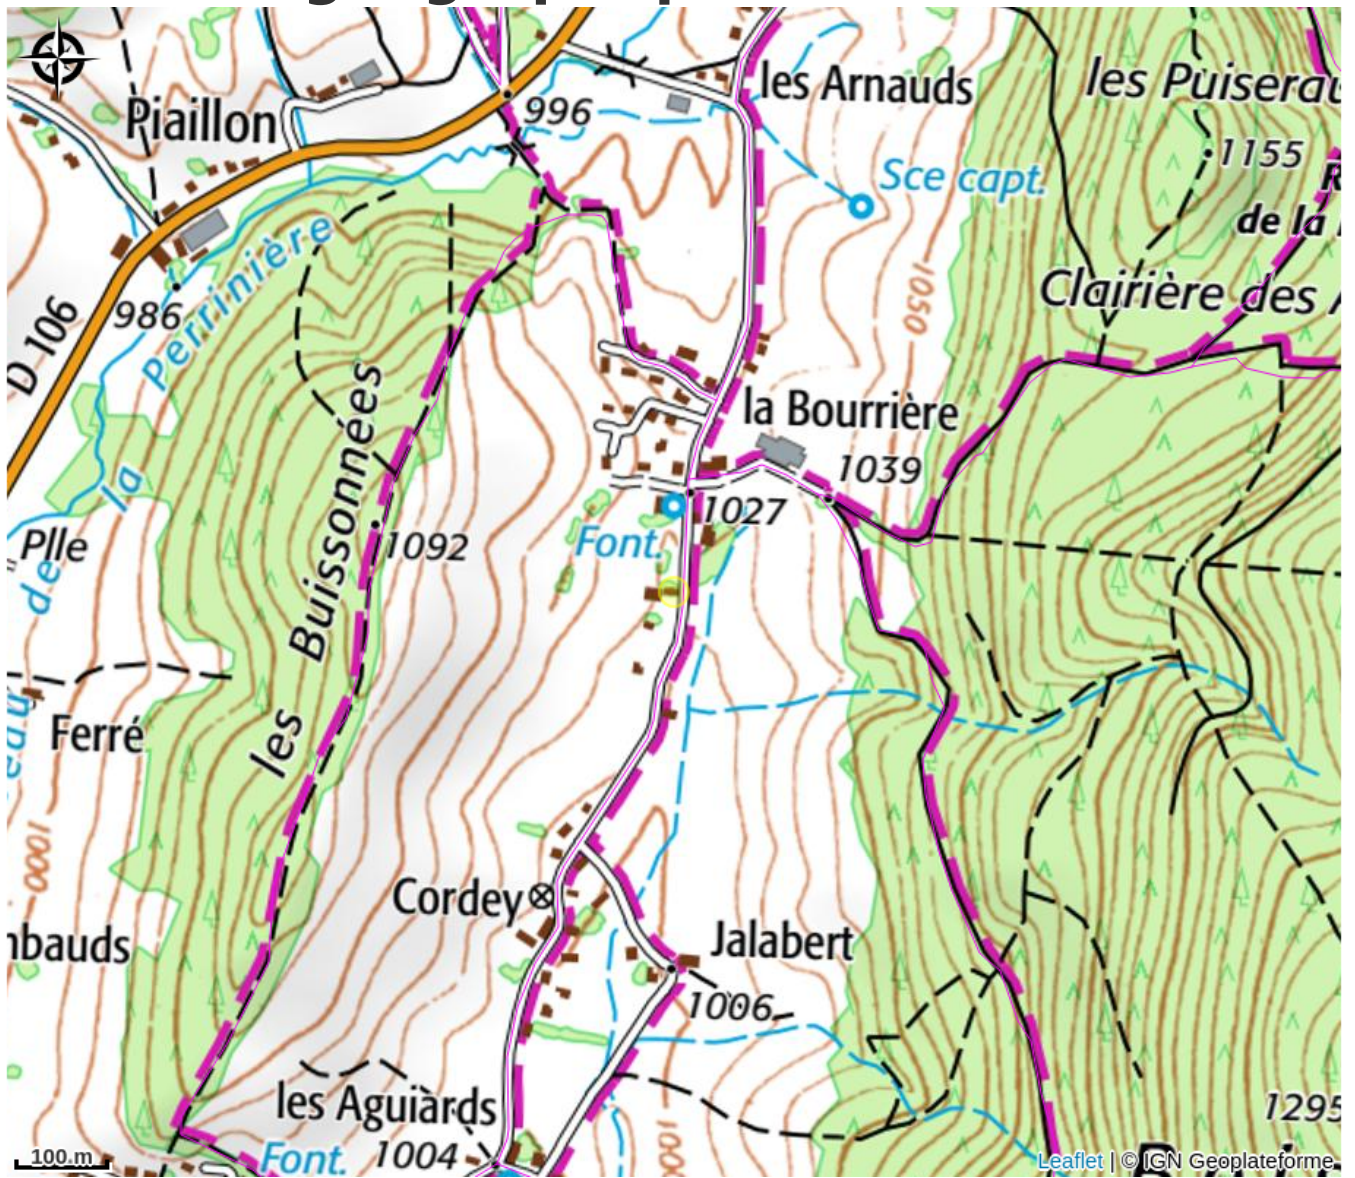 les Arnauds
les Puiserau
Piaillon
996
1155
Sce capt.
R
de la
1050
Clairière des A
986
Perrinière
D 106
la Bourrière
1039
1027
la
Plle
de
les Buissonnées
1092
Font.
Ferré
eau
1000
Cordey
nbauds
Jalabert
1006
les Aguiards
1295
Font.
1004
100
100 m
Leaflet | © IGN Geoplateforme